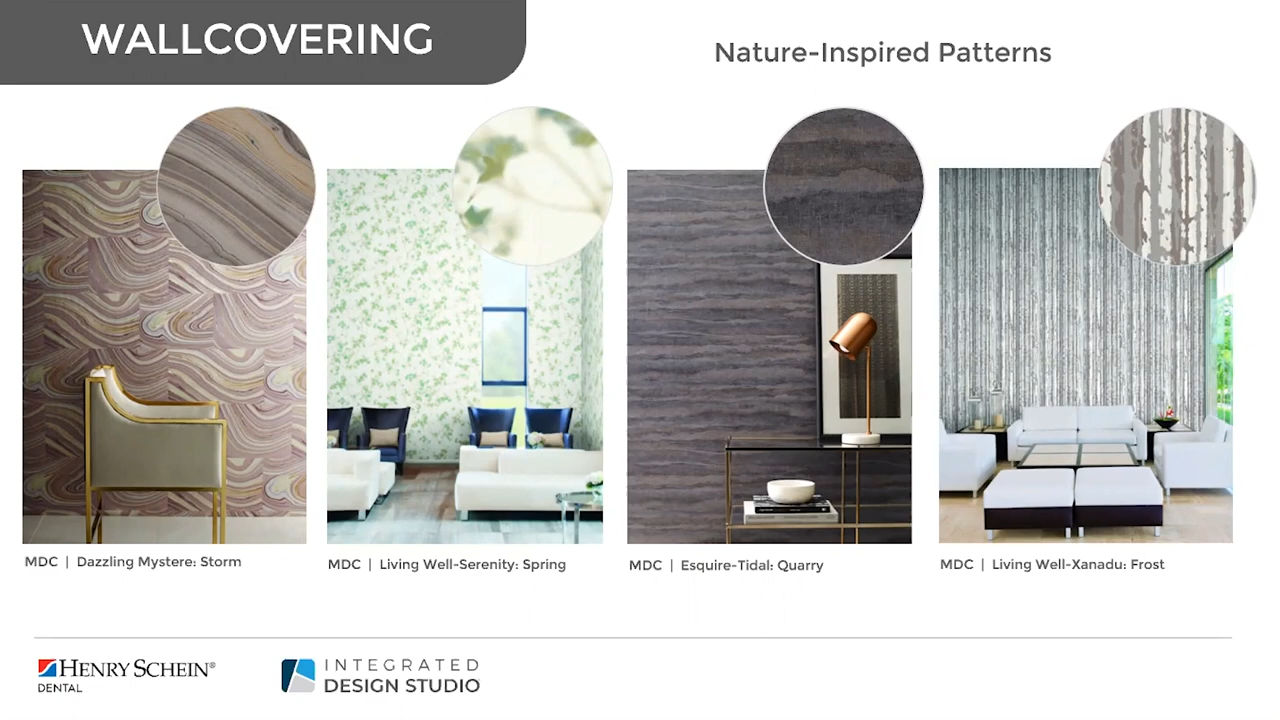 WALLCOVERING
Nature-Inspired Patterns
MDC | Dazzling Mystere: Storm
MDC | Living Well-Serenity: Spring
MDC | Esquire-Tidal: Quarry
MDC | Living Well-Xanadu: Frost
HENRY SCHEIN®
DENTAL
INTEGRATED
DESIGN STUDIO